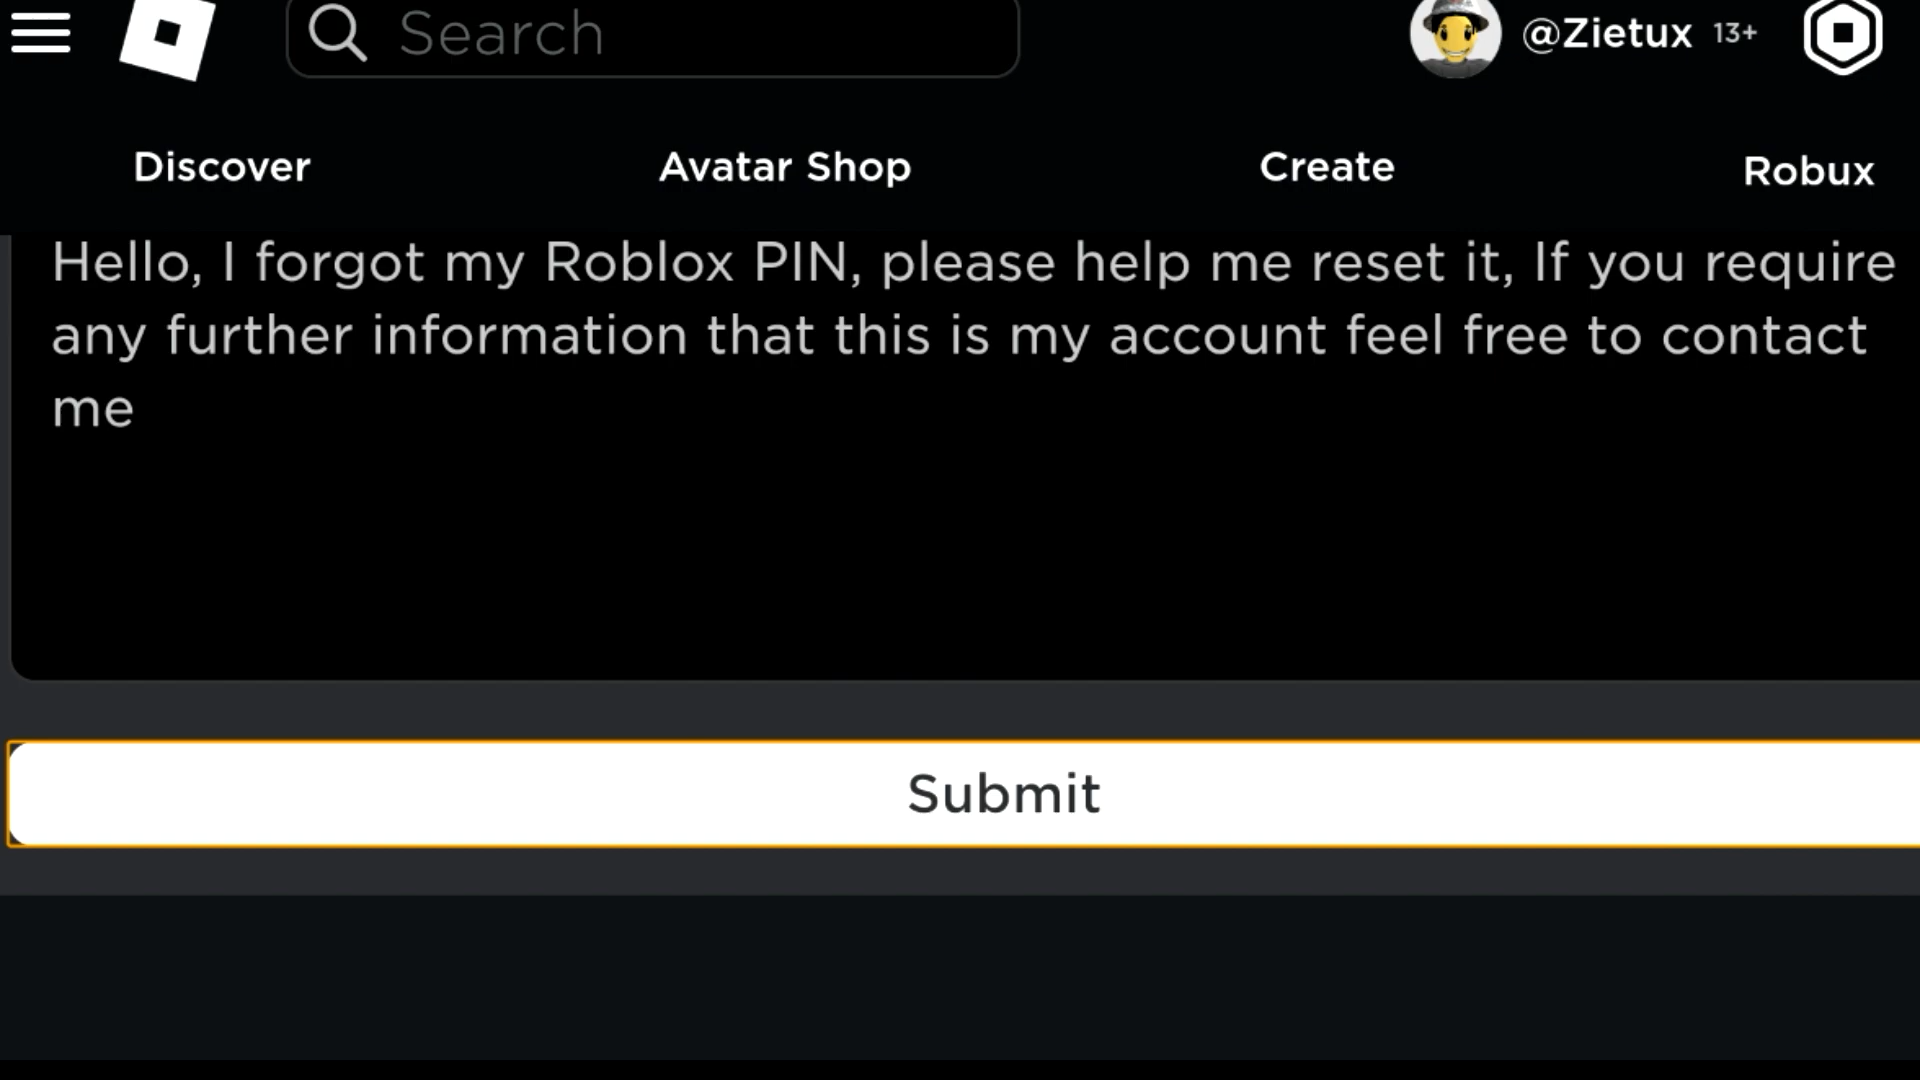 Search
@Zietux 13+
Discover Avatar Shop Create Robux
Hello, I forgot my Roblox PIN, please help me reset it, If you require
any further information that this is my account feel free to contact
me
Submit